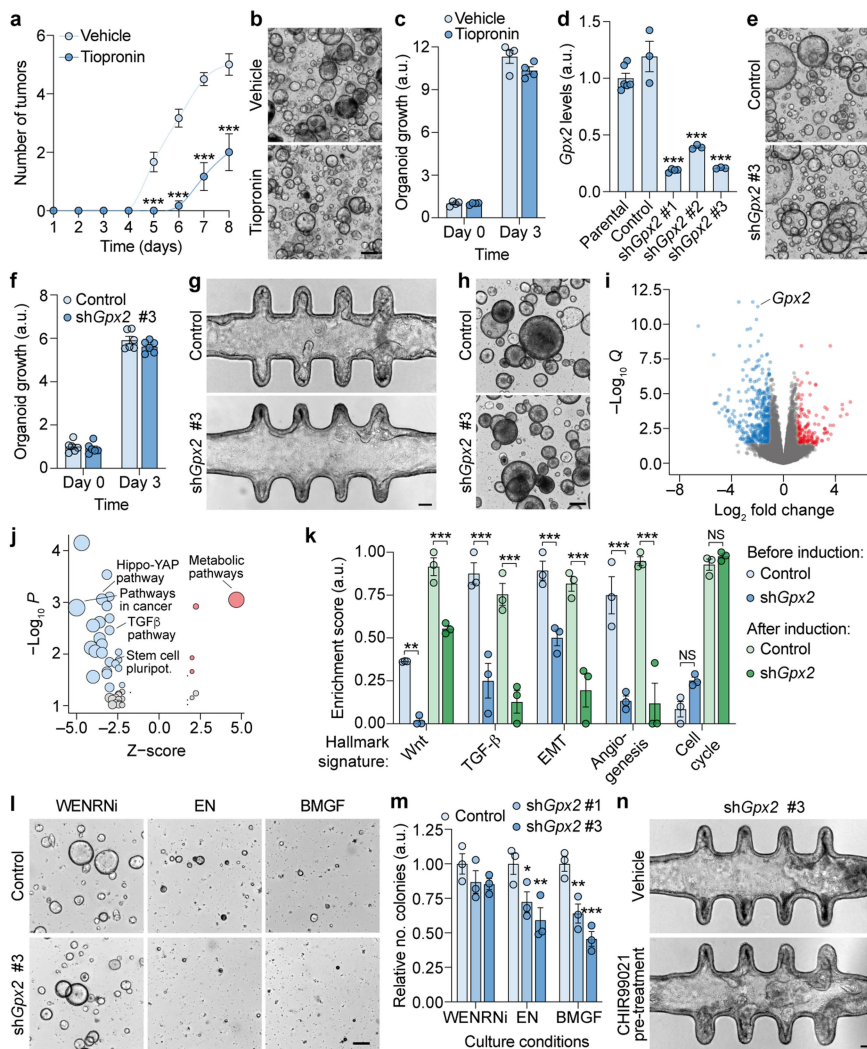 a
Vehicle
Tiopronin
Number of tumors
6
4
2
0
***
***
***
***
1 2 3 4 5 6 7 8
Time (days)
b
Vehicle
Tiopronin
c
Vehicle
Tiopronin
Organoid growth (a.u.)
12
9
6
3
0
Day 0 Day 3
Time
d
Gpx2 levels (a.u.)
1.5
1.0
0.5
0.0
***
***
***
Parental
Control
shGpx2 #1
shGpx2 #2
shGpx2 #3
e
Control
shGpx2 #3
f
Control
shGpx2 #3
Organoid growth (a.u.)
8
6
4
2
0
Day 0 Day 3
Time
g
Control
shGpx2 #3
h
Control
shGpx2 #3
i
Gpx2
−Log10 Q
12.5
10.0
7.5
5.0
2.5
0.0
−8 −4 0 4
Log2 fold change
j
Hippo-YAP
pathway
Pathways
in cancer
TGFβ
pathway
Stem cell
pluripot.
Metabolic
pathways
−Log10 P
4
3
2
1
−5.0 −2.5 0.0 2.5 5.0
Z−score
k
Enrichment score (a.u.)
1.00
0.75
0.50
0.25
0.00
**
***
***
***
***
***
***
***
NS
NS
Hallmark
signature:
Wnt
TGF-β
EMT
Angio-
genesis
Cell
cycle
Before induction:
Control
shGpx2
After induction:
Control
shGpx2
l
WENRNi EN BMGF
Control
shGpx2 #3
m
Control
shGpx2 #1
shGpx2 #3
Relative no. colonies (a.u.)
1.25
1.00
0.75
0.50
0.25
0.00
*
**
**
***
WENRNi EN BMGF
Culture conditions
n
shGpx2 #3
Vehicle
CHIR99021
pre-treatment